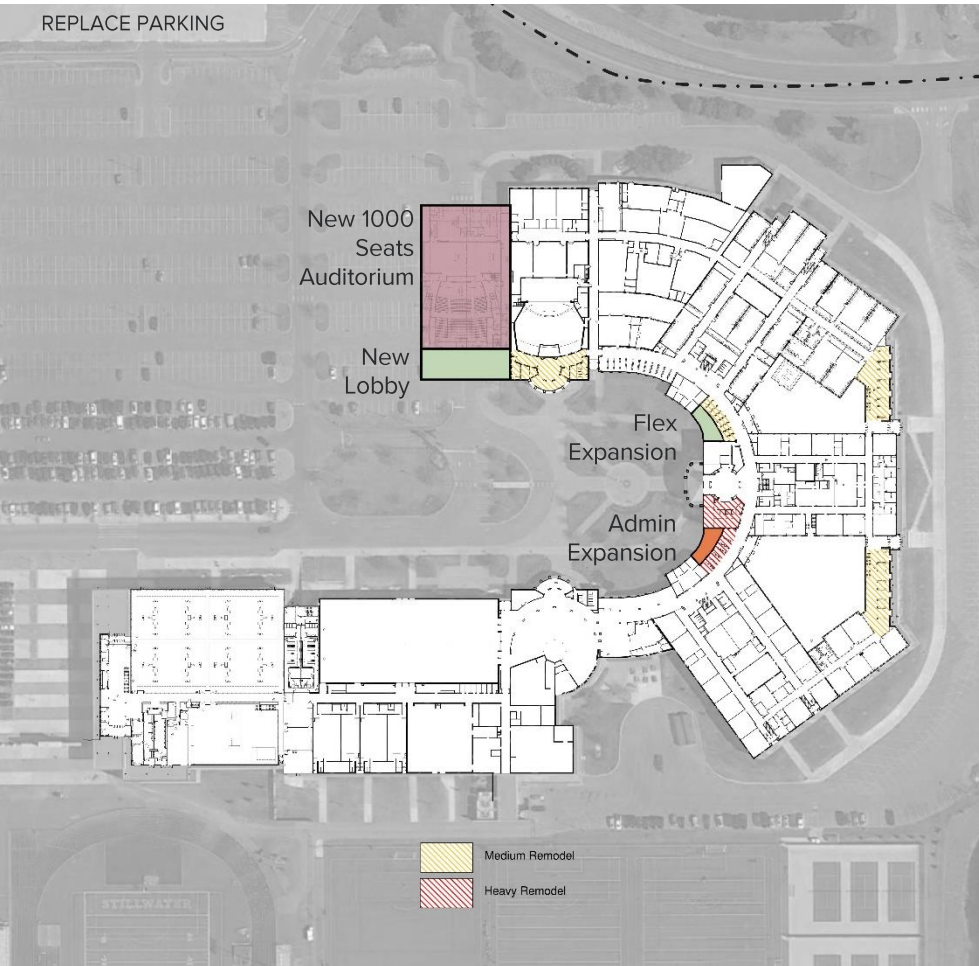 REPLACE PARKING
New 1000
Seats
Auditorium
New
Lobby
Flex
Expansion
Admin
Expansion
Medium Remodel
Heavy Remodel
STILLWATER